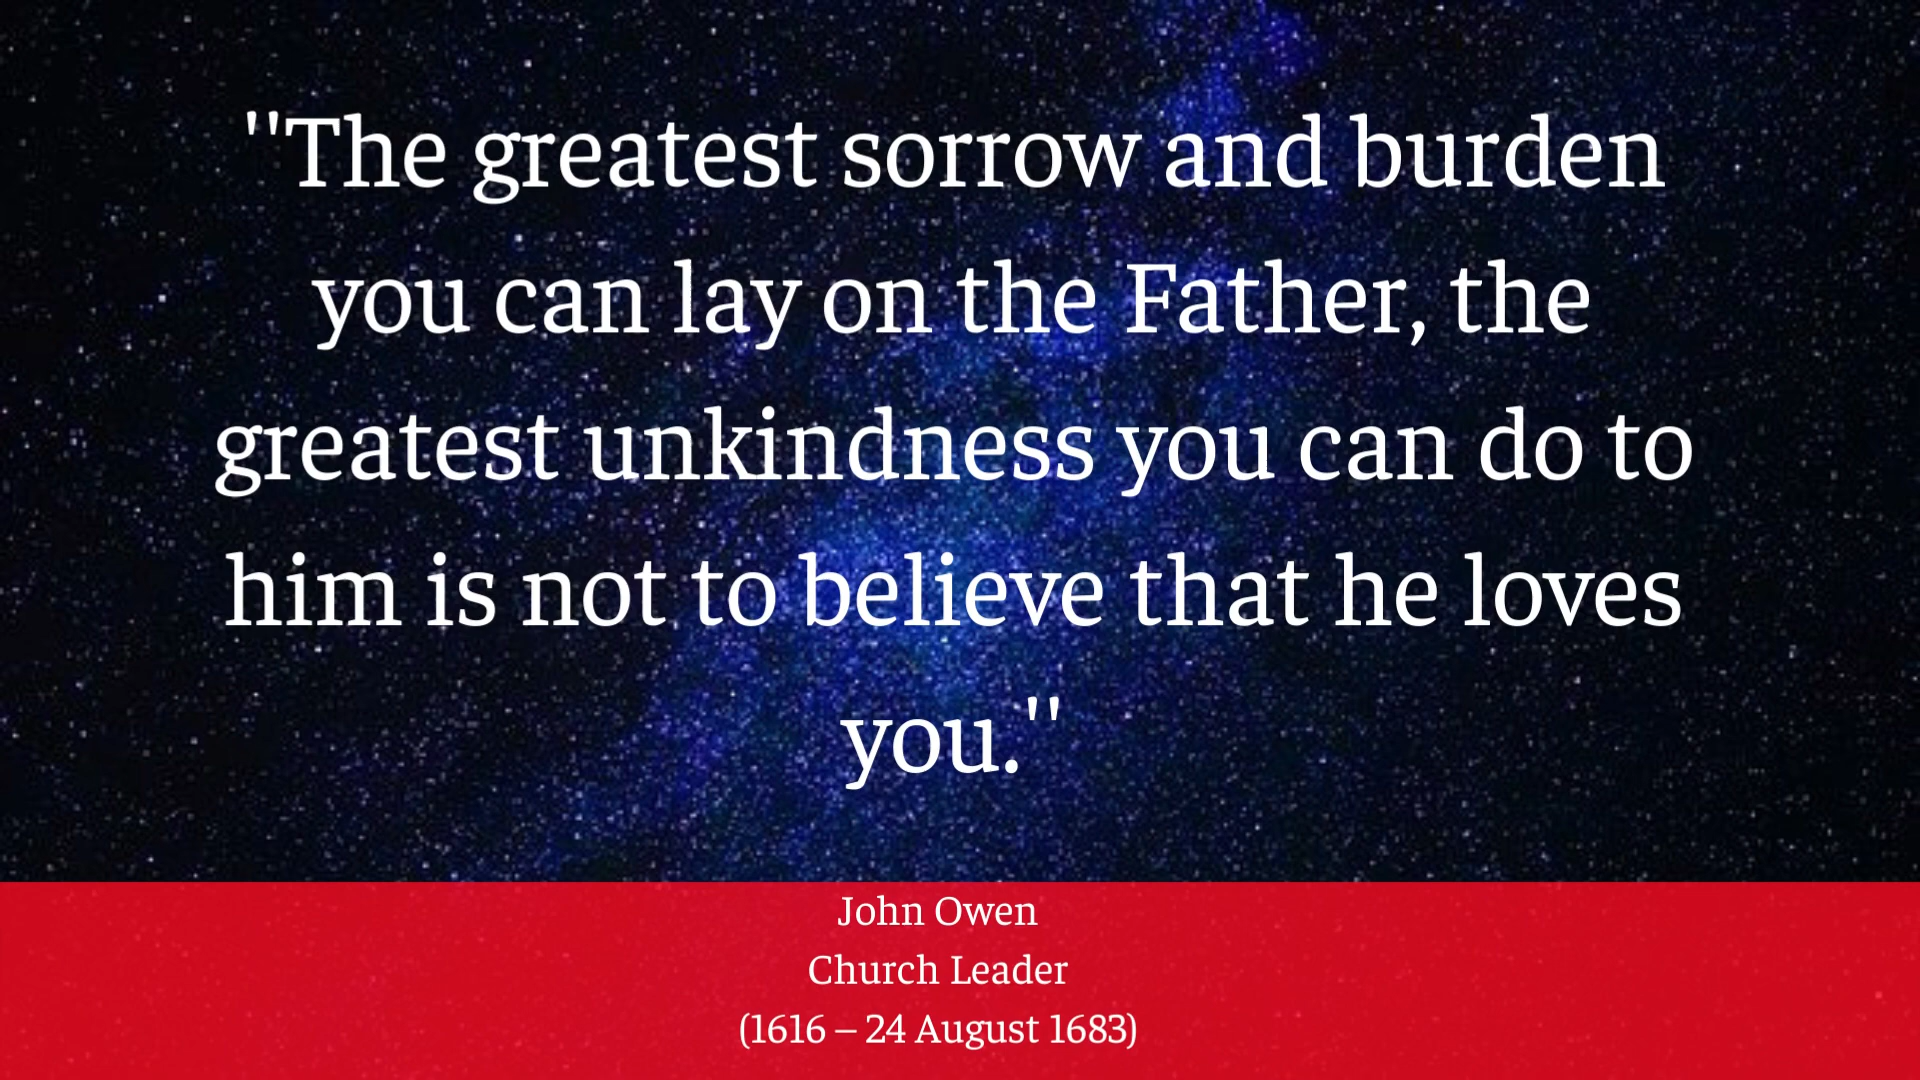 ''The greatest sorrow and burden
you can lay on the Father, the
greatest unkindness you can do to
him is not to believe that he loves
you.''
John Owen
Church Leader
(1616 – 24 August 1683)